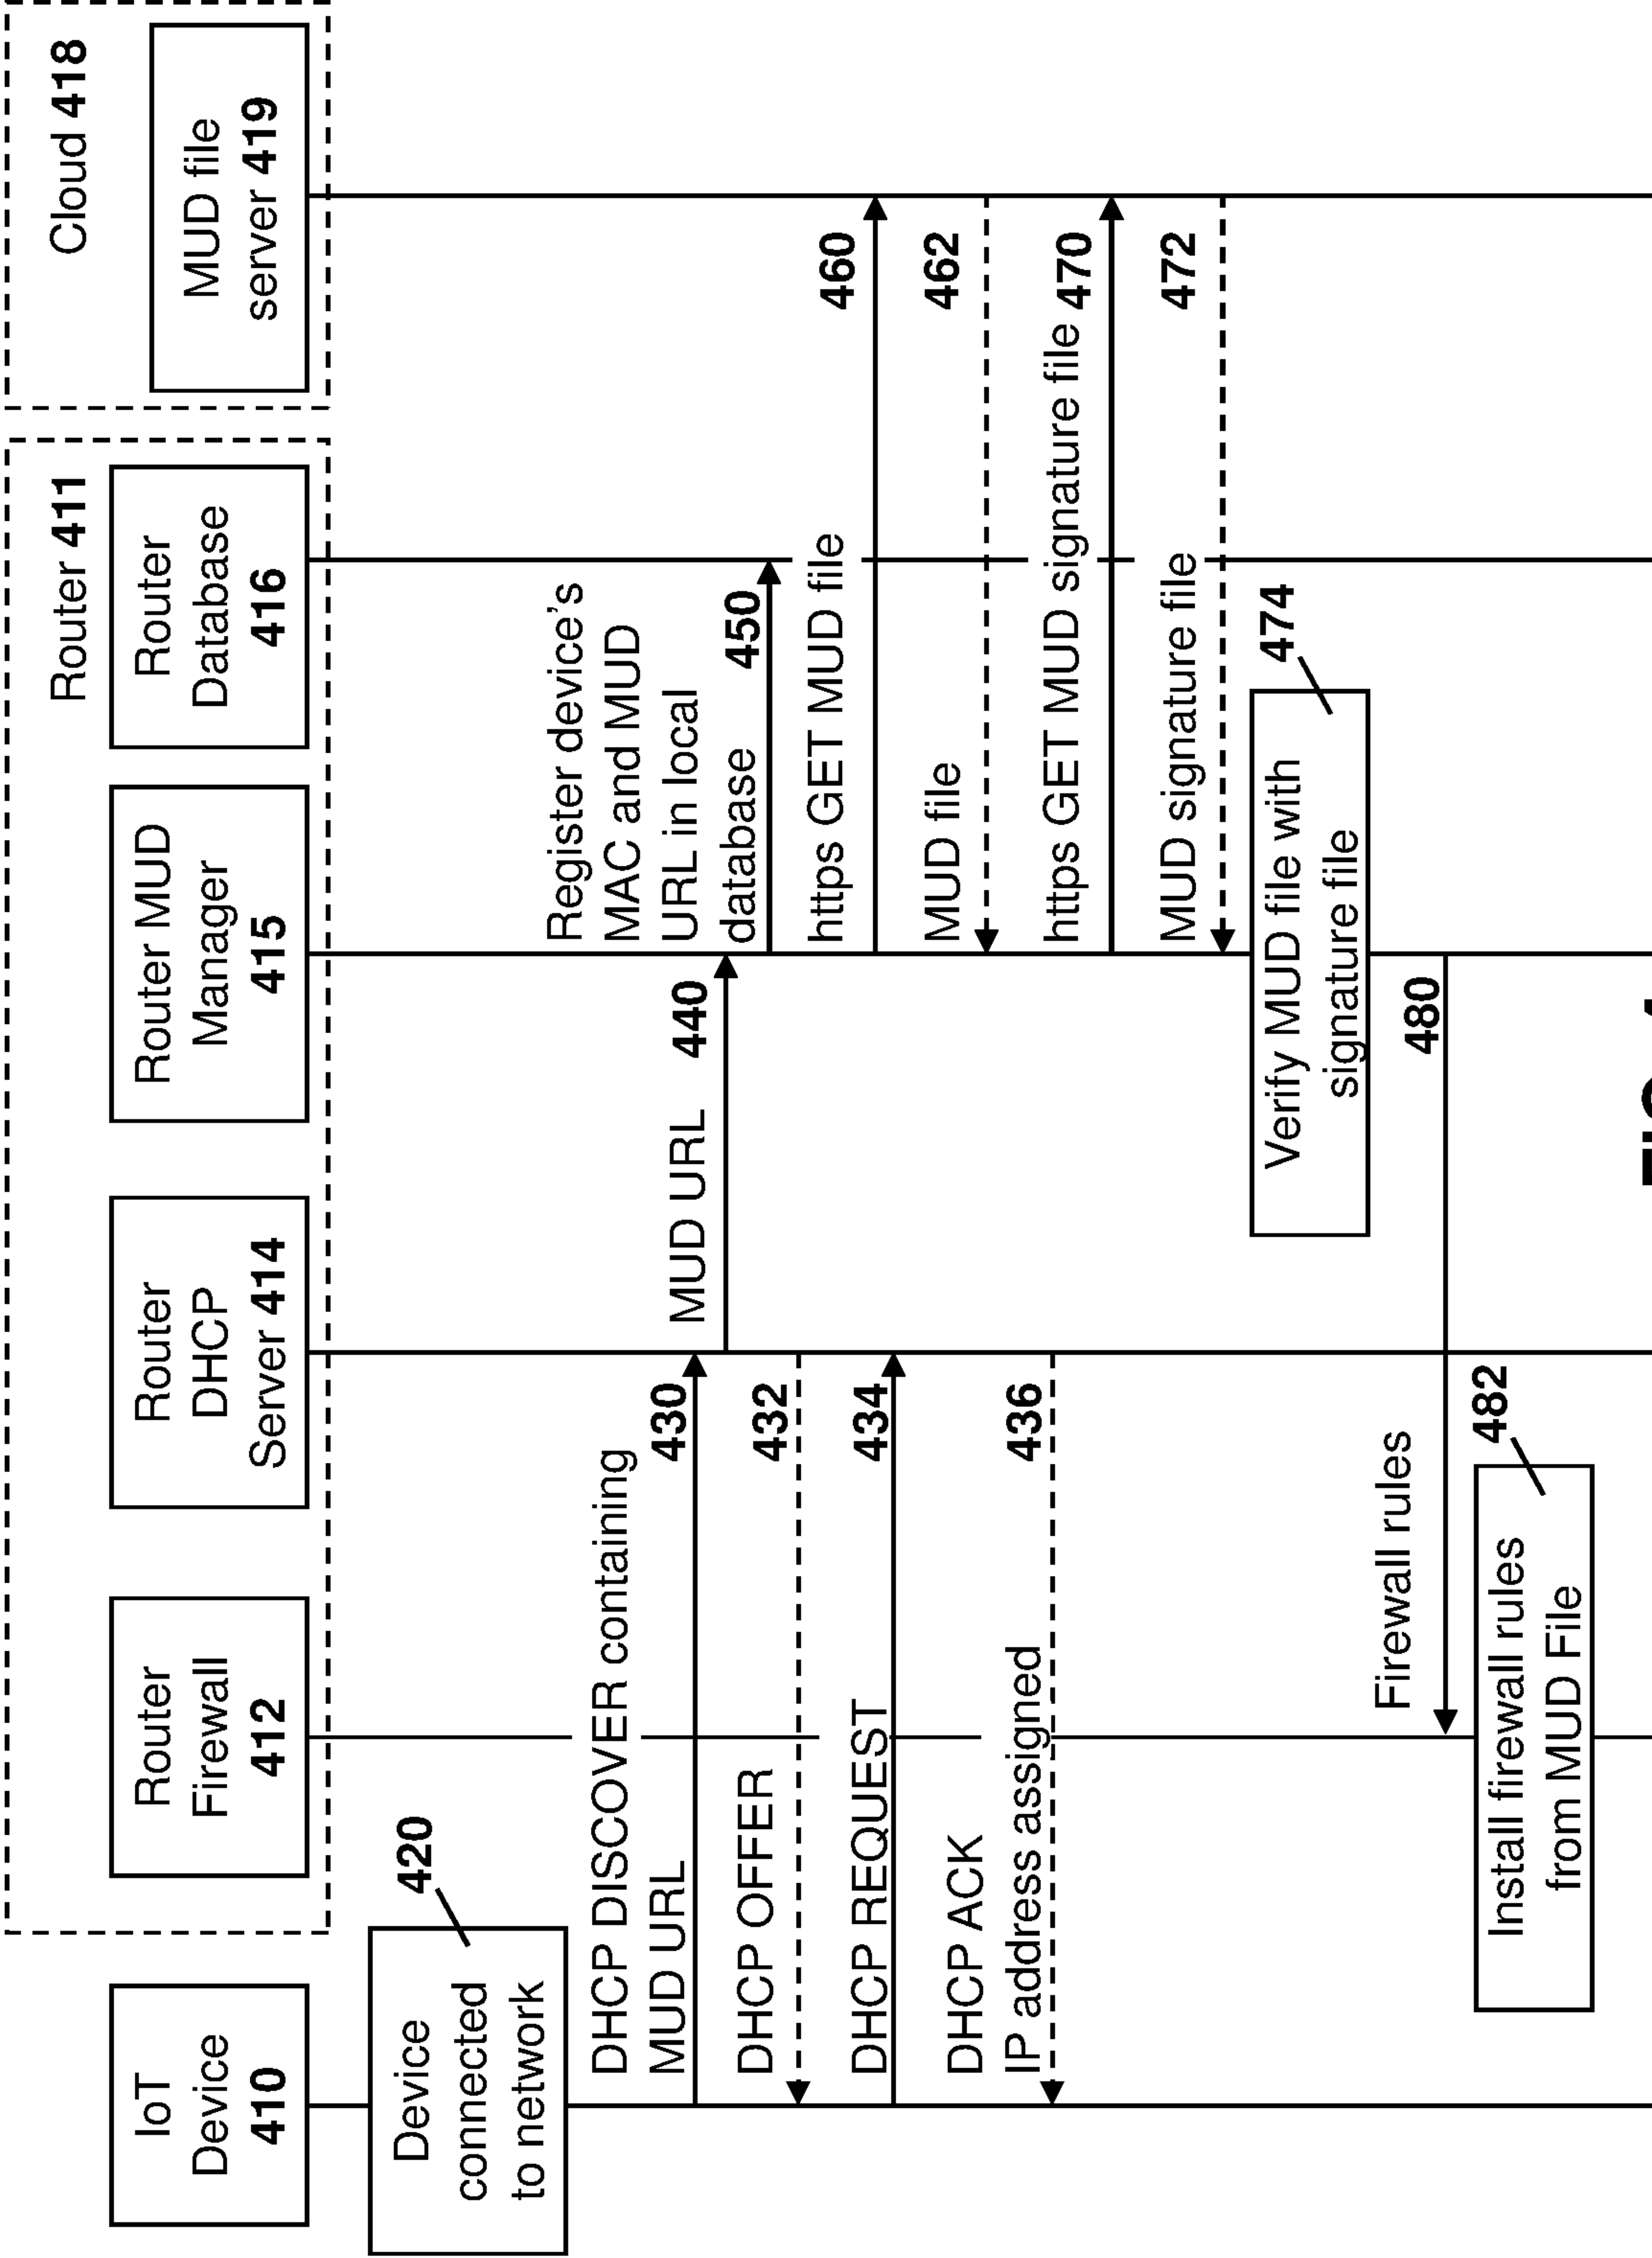 Router 411
Cloud 418
IoT
Device
410
Router
Firewall
412
Router
DHCP
Server 414
Router MUD
Manager
415
Router
Database
416
MUD file
server 419
420
Device
connected
to network
DHCP DISCOVER containing
MUD URL
430
MUD URL
440
Register device's
MAC and MUD
URL in local
database
450
DHCP OFFER
432
https GET MUD file
460
DHCP REQUEST
434
MUD file
462
DHCP ACK
IP address assigned
436
https GET MUD signature file 470
MUD signature file
472
474
Verify MUD file with
signature file
Firewall rules
480
482
Install firewall rules
from MUD File